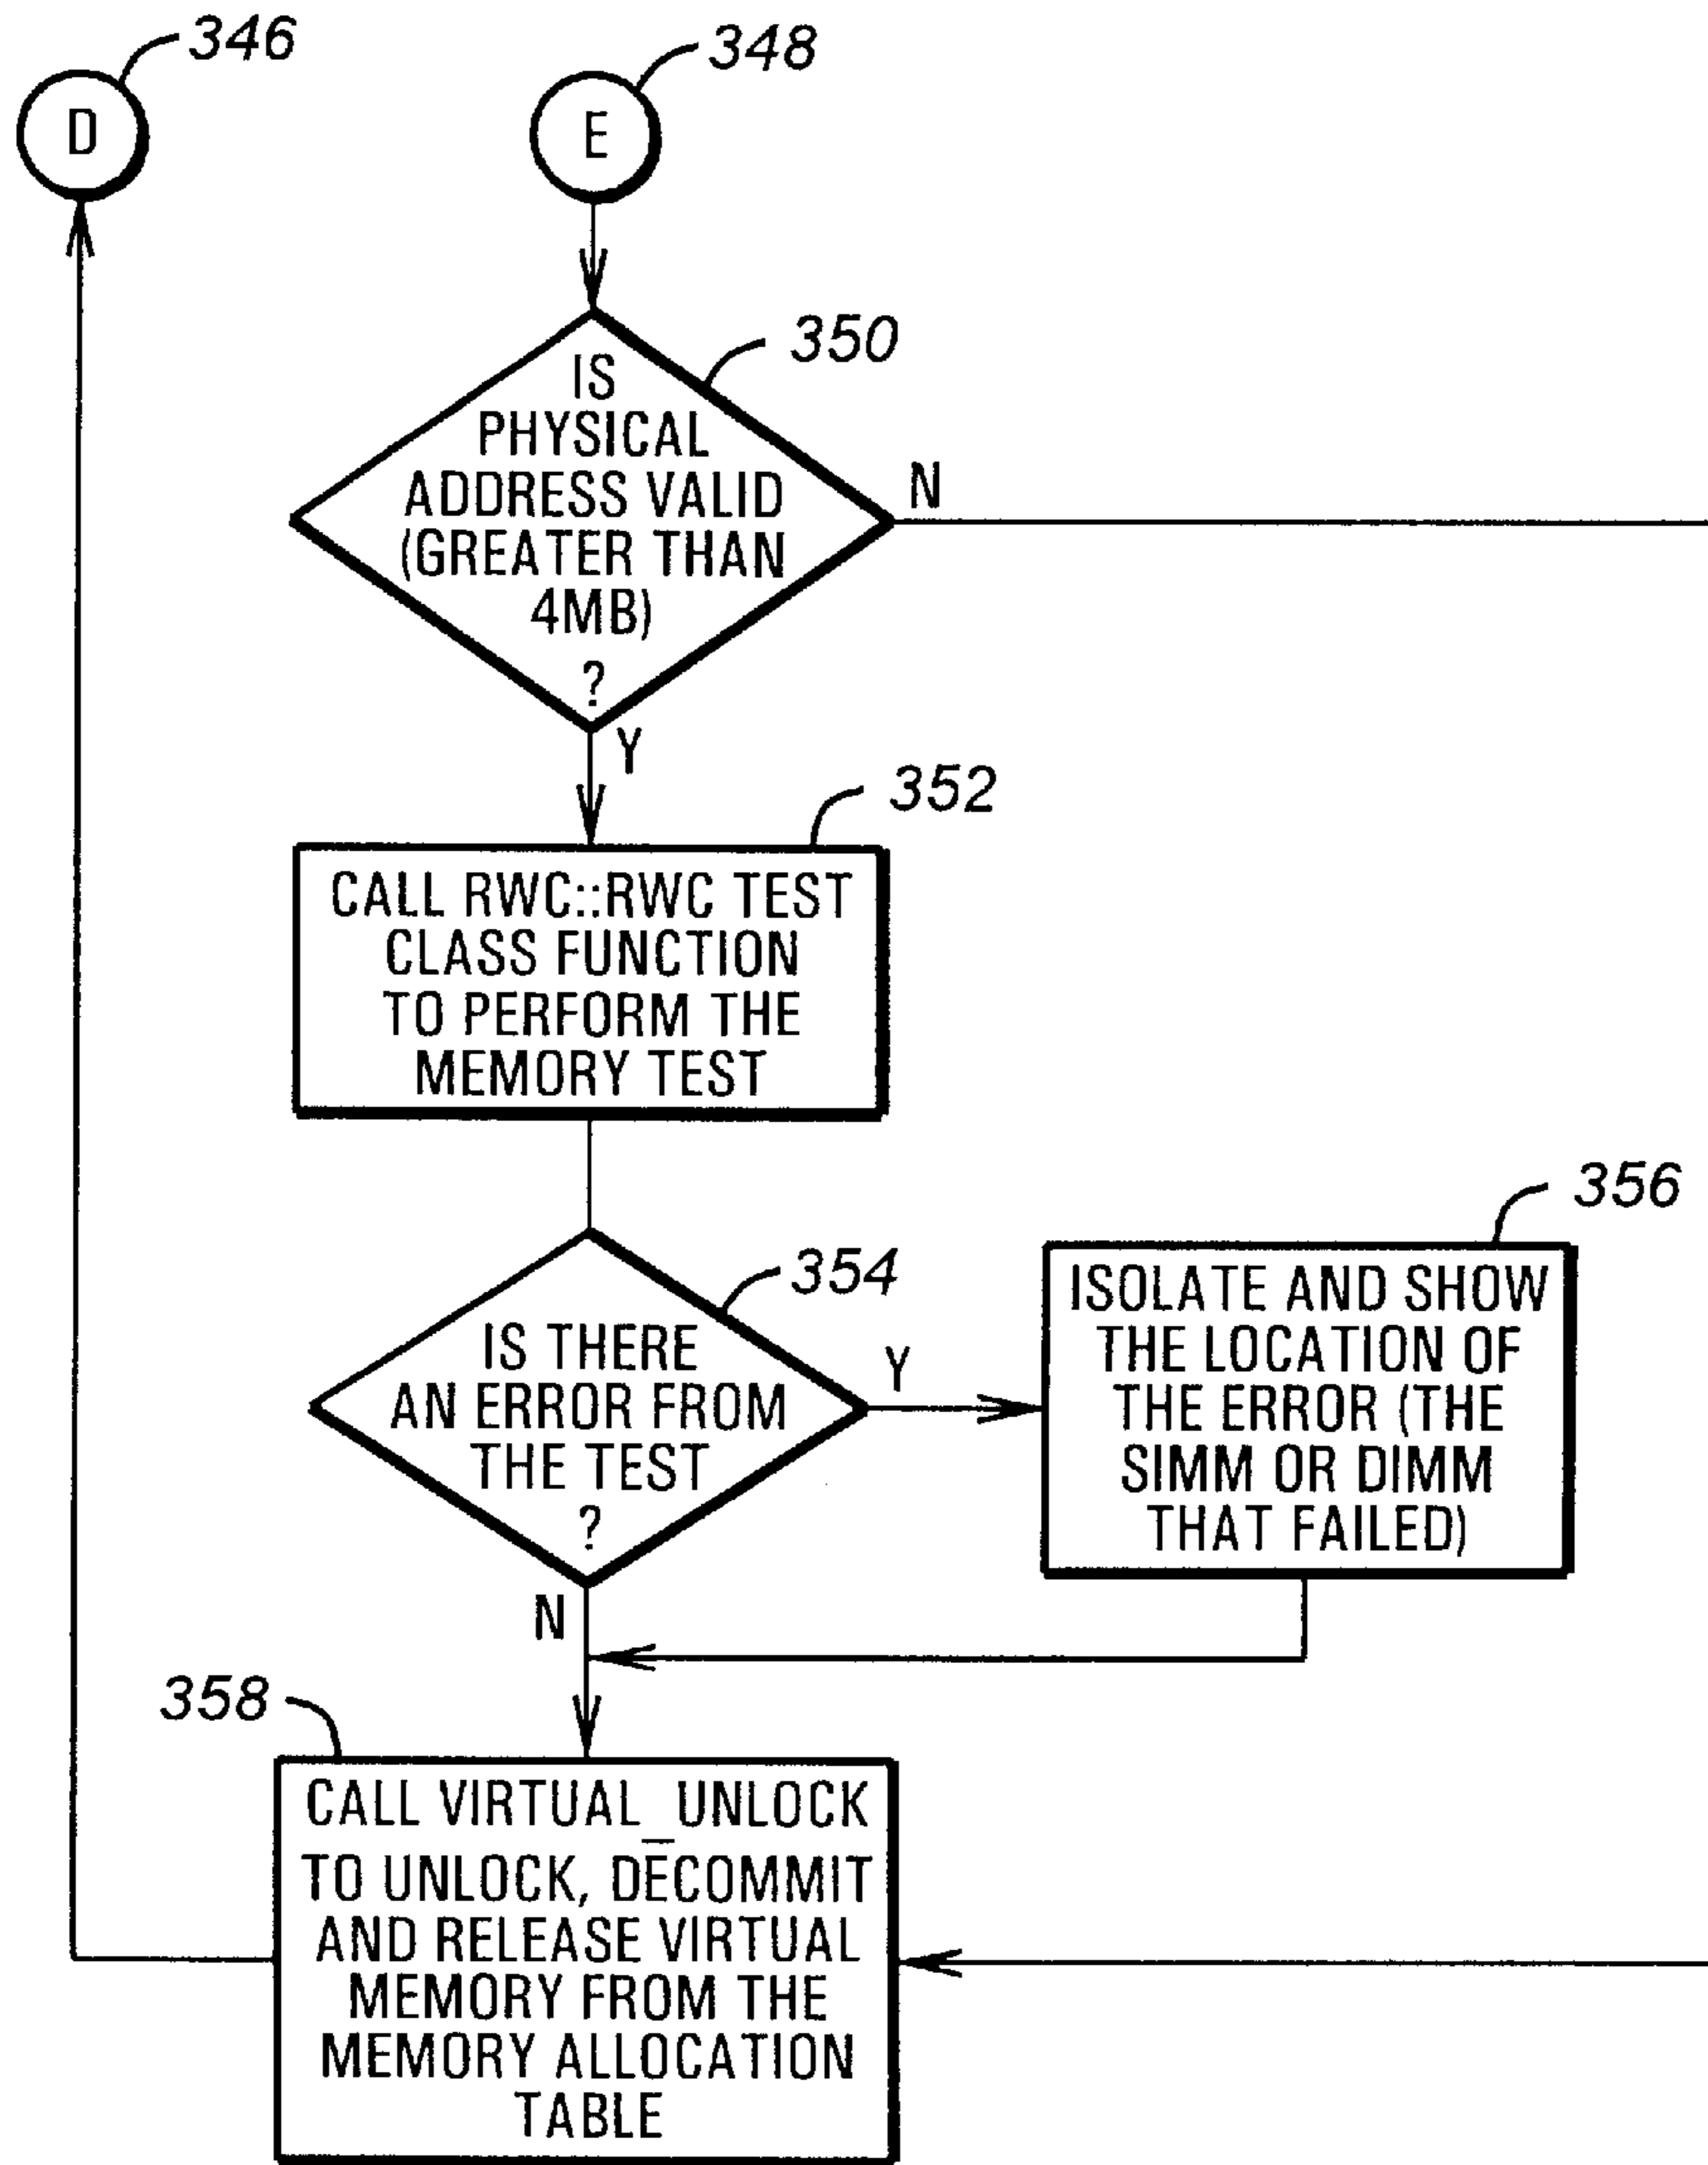 346
348
D
E
350
IS
PHYSICAL
ADDRESS VALID
(GREATER THAN
4MB)
?
N
Y
352
CALL RWC::RWC TEST
CLASS FUNCTION
TO PERFORM THE
MEMORY TEST
354
IS THERE
AN ERROR FROM
THE TEST
?
Y
N
356
ISOLATE AND SHOW
THE LOCATION OF
THE ERROR (THE
SIMM OR DIMM
THAT FAILED)
358
CALL VIRTUAL_UNLOCK
TO UNLOCK, DECOMMIT
AND RELEASE VIRTUAL
MEMORY FROM THE
MEMORY ALLOCATION
TABLE